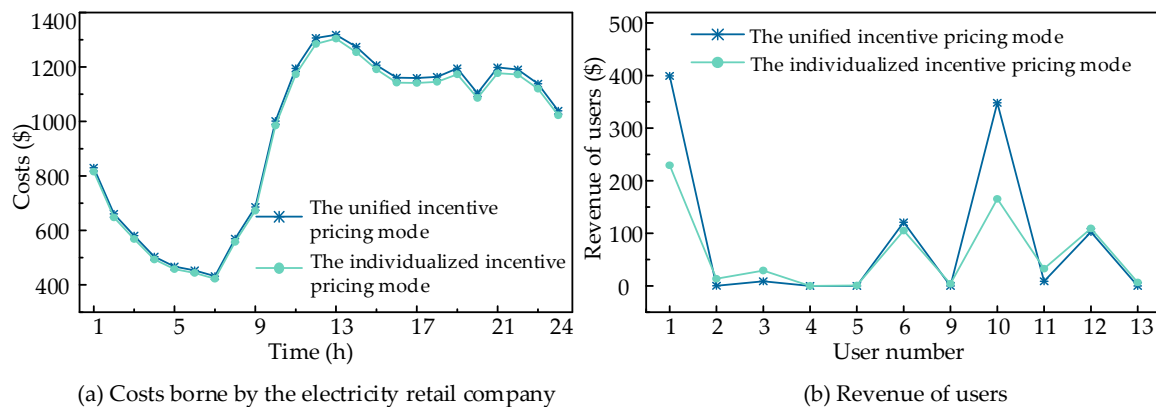 1400
1200
1000
800
600
400
Costs ($)
1
5
9
13
17
21
24
Time (h)
The unified incentive
pricing mode
The individualized incentive
pricing mode
(a) Costs borne by the electricity retail company
500
400
300
200
100
0
Revenue of users ($)
The unified incentive pricing mode
The individualized incentive pricing mode
1 2 3 4 5 6 9 10 11 12 13
User number
(b) Revenue of users